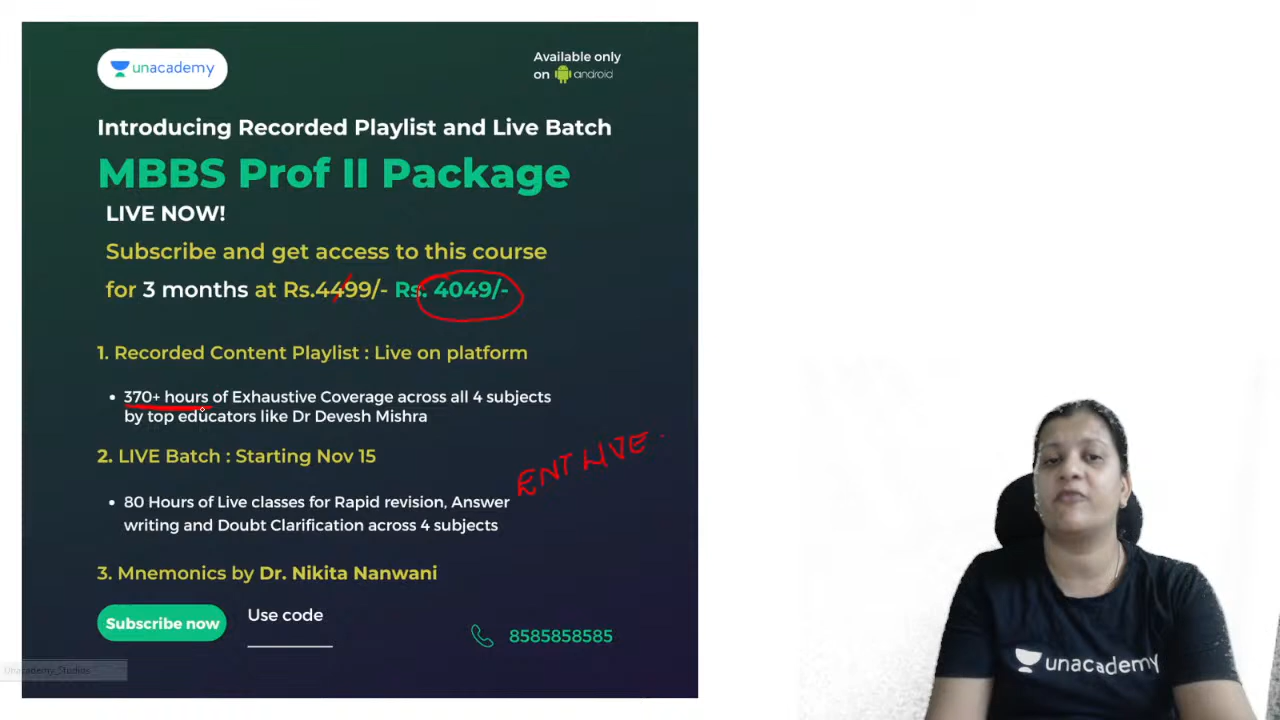 unacademy
Available only
on android
Introducing Recorded Playlist and Live Batch
MBBS Prof II Package
LIVE NOW!
Subscribe and get access to this course
for 3 months at Rs.4499/- Rs. 4049/-
1. Recorded Content Playlist : Live on platform
• 370+ hours of Exhaustive Coverage across all 4 subjects
by top educators like Dr Devesh Mishra
2. LIVE Batch : Starting Nov 15
ENT LIVE
• 80 Hours of Live classes for Rapid revision, Answer
writing and Doubt Clarification across 4 subjects
3. Mnemonics by Dr. Nikita Nanwani
Subscribe now
Use code
8585858585
Unacademy_Studios
unacademy